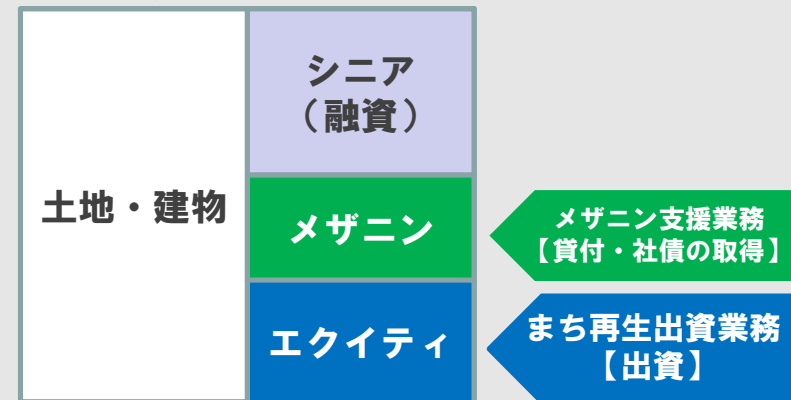 土地・建物
シニア
（融資）
メザニン
エクイティ
メザニン支援業務
【貸付・社債の取得】
まち再生出資業務
【出資】